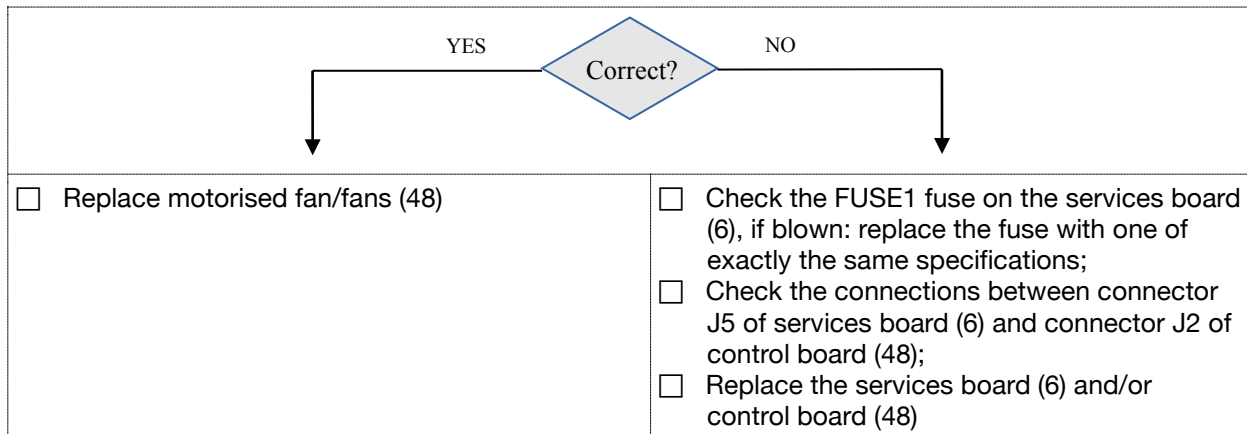 YES
Correct?
NO
Replace motorised fan/fans (48)
Check the FUSE1 fuse on the services board
(6), if blown: replace the fuse with one of
exactly the same specifications;
Check the connections between connector
J5 of services board (6) and connector J2 of
control board (48);
Replace the services board (6) and/or
control board (48)